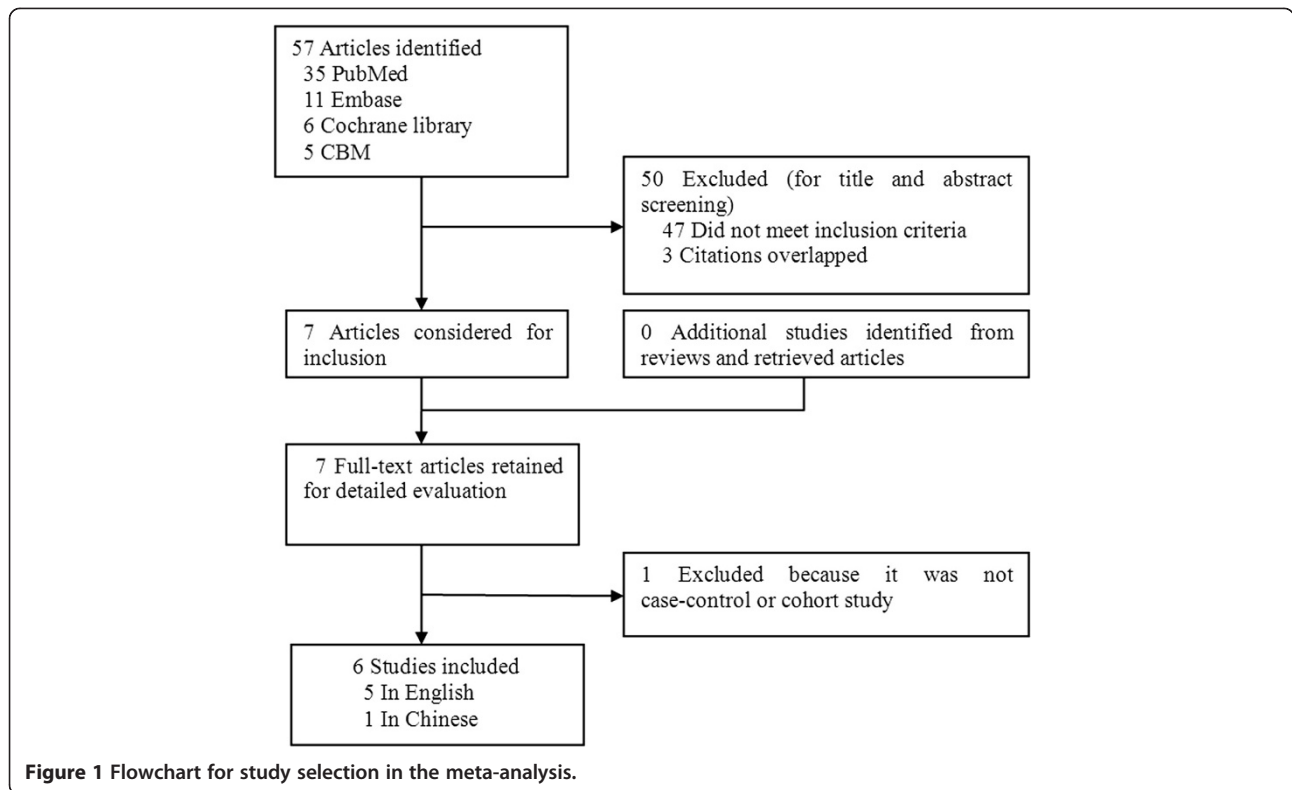 57 Articles identified
35 PubMed
11 Embase
6 Cochrane library
5 CBM
50 Excluded (for title and abstract
screening)
47 Did not meet inclusion criteria
3 Citations overlapped
7 Articles considered for
inclusion
0 Additional studies identified from
reviews and retrieved articles
7 Full-text articles retained
for detailed evaluation
1 Excluded because it was not
case-control or cohort study
6 Studies included
5 In English
1 In Chinese
Figure 1 Flowchart for study selection in the meta-analysis.